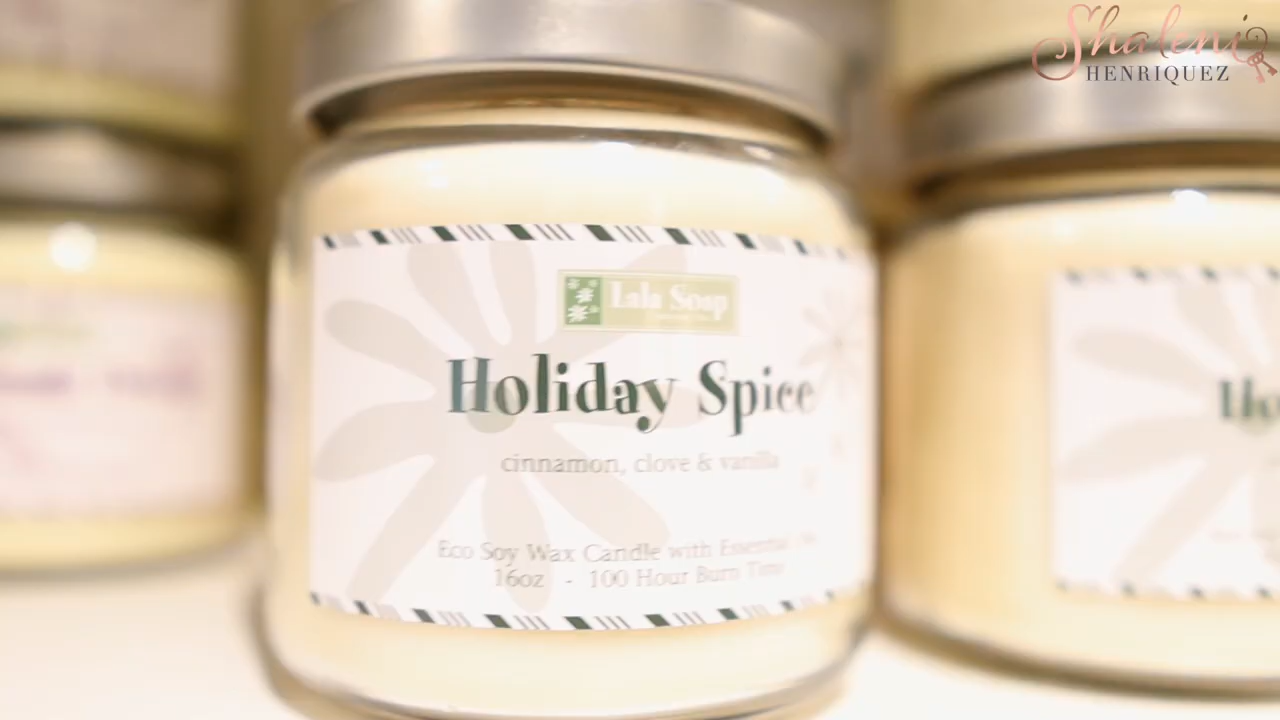 Shaleni
HENRIQUEZ
Lala Soap
Holiday Spice
cinnamon, clove & vanilla
Eco Soy Wax Candle with Essential
16oz - 100 Hour Burn Time
Ho